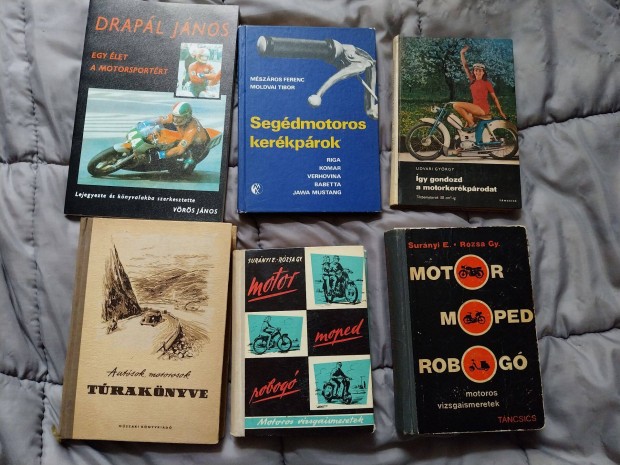 DRAPÁL JÁNOS
EGY ÉLET
A MOTORSPORTÉRT
Lejegyezte és könyvalakba szerkesztette
VÖRÖS JÁNOS
MÉSZÁROS FERENC
MOLDVAI TIBOR
Segédmotoros
kerékpárok
RIGA
KOMAR
VERHOVINA
BABETTA
JAWA MUSTANG
UDVARI GYÖRGY
Így gondozd
a motorkerékpárodat
Autósok, motorosok
TÚRAKÖNYVE
MŰSZAKI KÖNYVKIADÓ
SURÁNYI E.-RÓZSA GY.
motor
moped
robogó
Motoros vizsgaismeretek
Surányi E. • Rózsa Gy.
MOTOR
MOPED
ROBOGÓ
motoros
vizsgaismeretek
TÁNCSICS